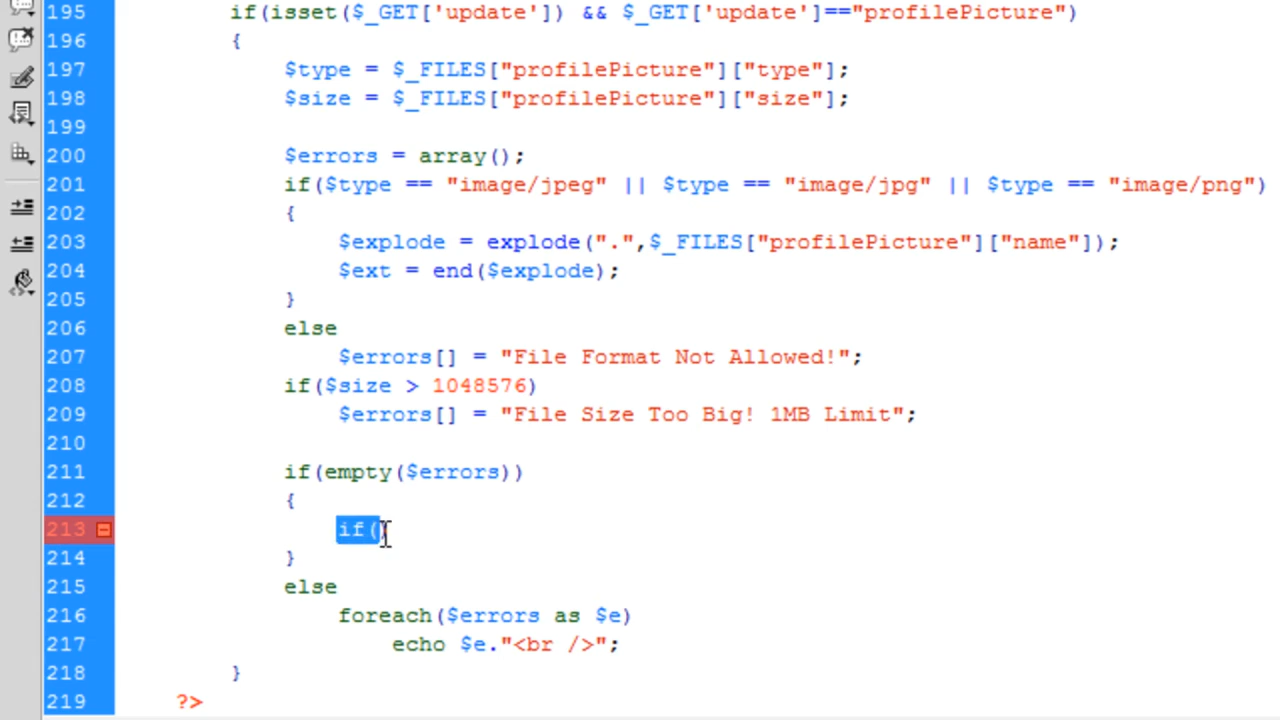 195 if(isset($_GET['update']) && $_GET['update']=="profilePicture")
196 {
197 $type = $_FILES["profilePicture"]["type"];
198 $size = $_FILES["profilePicture"]["size"];
199
200 $errors = array();
201 if($type == "image/jpeg" || $type == "image/jpg" || $type == "image/png")
202 {
203 $explode = explode(".",$_FILES["profilePicture"]["name"]);
204 $ext = end($explode);
205 }
206 else
207 $errors[] = "File Format Not Allowed!";
208 if($size > 1048576)
209 $errors[] = "File Size Too Big! 1MB Limit";
210
211 if(empty($errors))
212 {
213 if()
214 }
215 else
216 foreach($errors as $e)
217 echo $e."<br />";
218 }
219 ?>